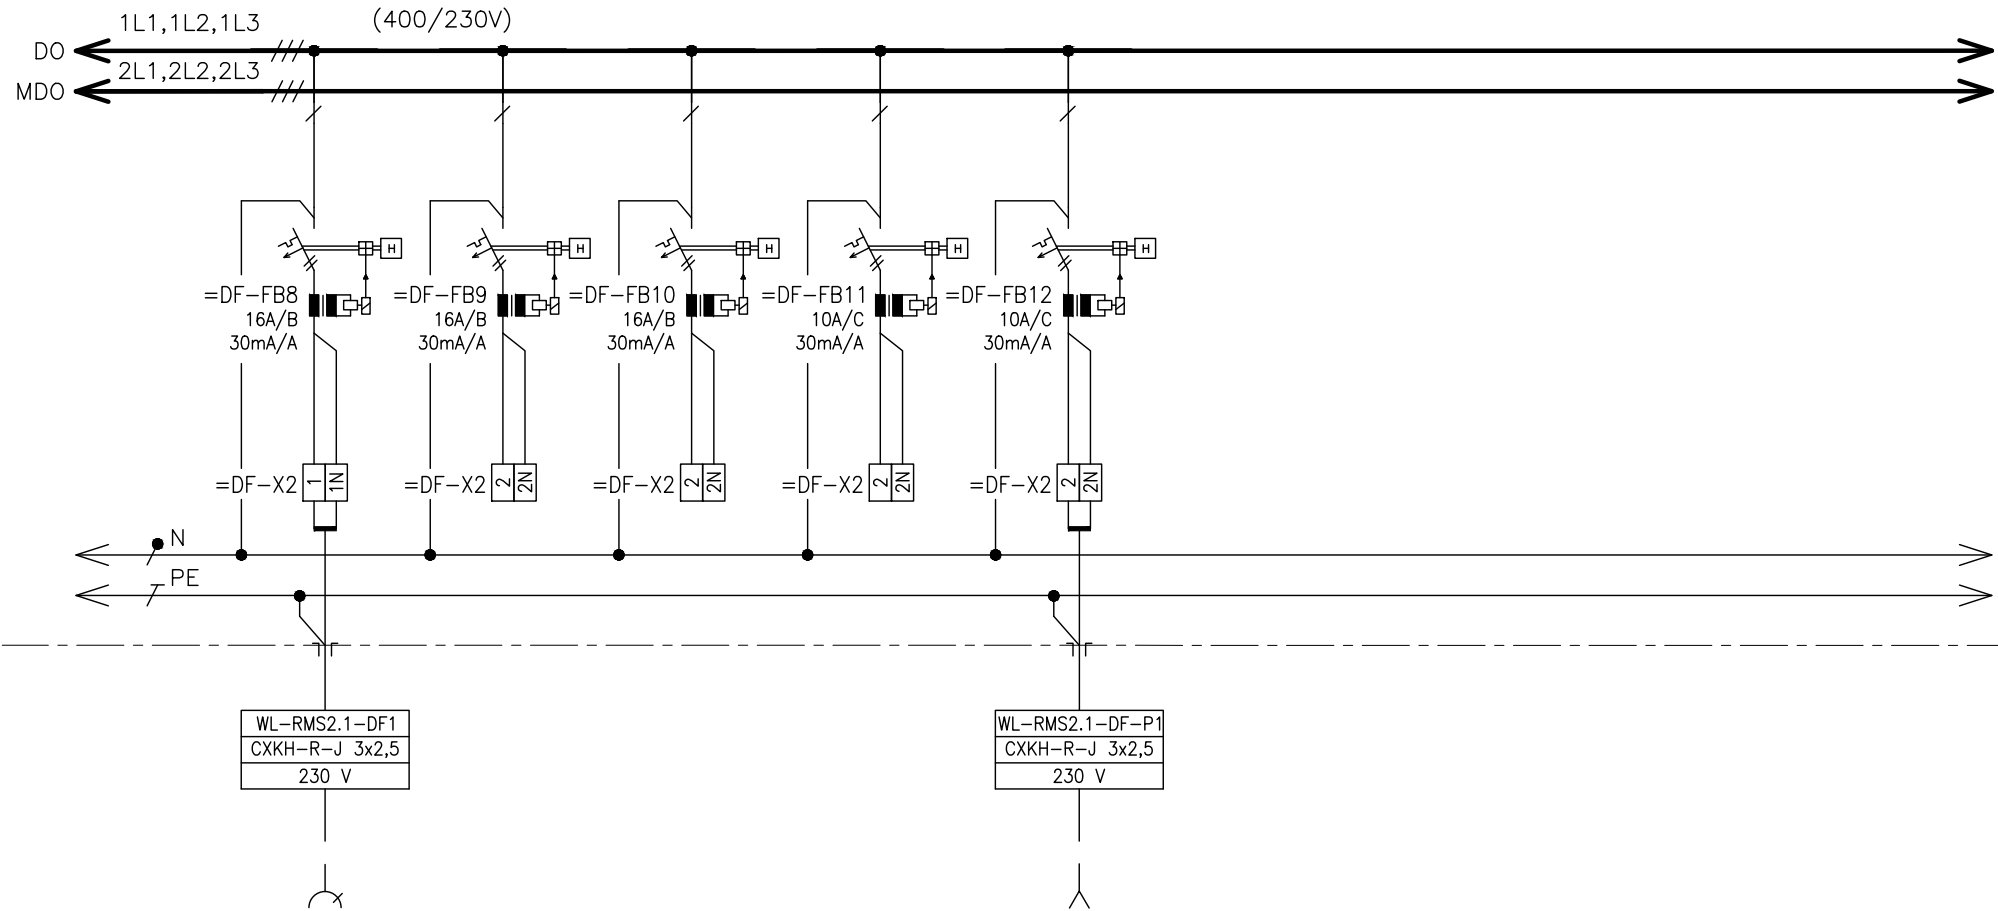 1L1,1L2,1L3 (400/230V)
DO
2L1,2L2,2L3
MDO
H H H H H
=DF-FB8 =DF-FB9 =DF-FB10 =DF-FB11 =DF-FB12
16A/B 16A/B 16A/B 10A/C 10A/C
30mA/A 30mA/A 30mA/A 30mA/A 30mA/A
=DF-X2 1 1N =DF-X2 2 2N =DF-X2 2 2N =DF-X2 2 2N =DF-X2 2 2N
N
PE
WL-RMS2.1-DF1 WL-RMS2.1-DF-P1
CXKH-R-J 3x2,5 CXKH-R-J 3x2,5
230 V 230 V